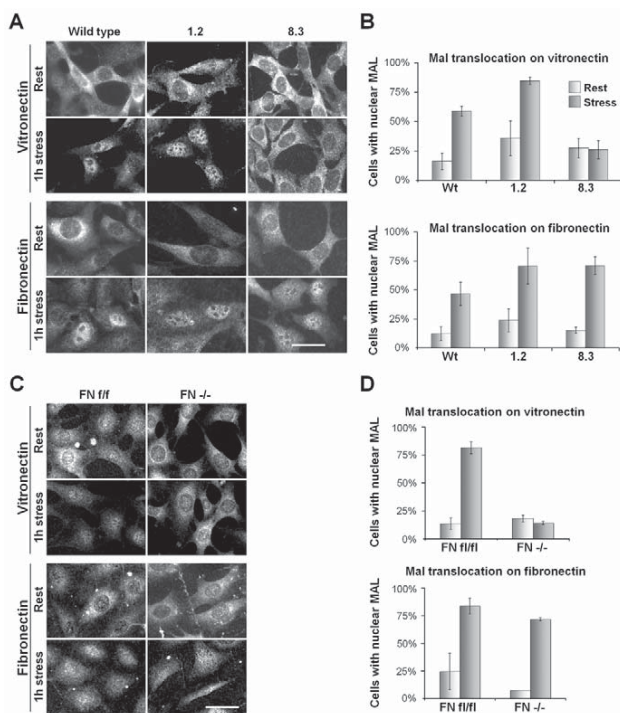 A
Wild type 1.2 8.3
Vitronectin
Rest
1h stress
Fibronectin
Rest
1h stress
B
Mal translocation on vitronectin
Cells with nuclear MAL
100%
75%
50%
25%
Rest
Stress
Wt 1.2 8.3
Mal translocation on fibronectin
Cells with nuclear MAL
100%
75%
50%
25%
Wt 1.2 8.3
C
FN f/f FN -/-
Vitronectin
Rest
1h stress
Fibronectin
Rest
1h stress
D
Mal translocation on vitronectin
Cells with nuclear MAL
100%
75%
50%
25%
FN fl/fl FN -/-
Mal translocation on fibronectin
Cells with nuclear MAL
100%
75%
50%
25%
FN fl/fl FN -/-